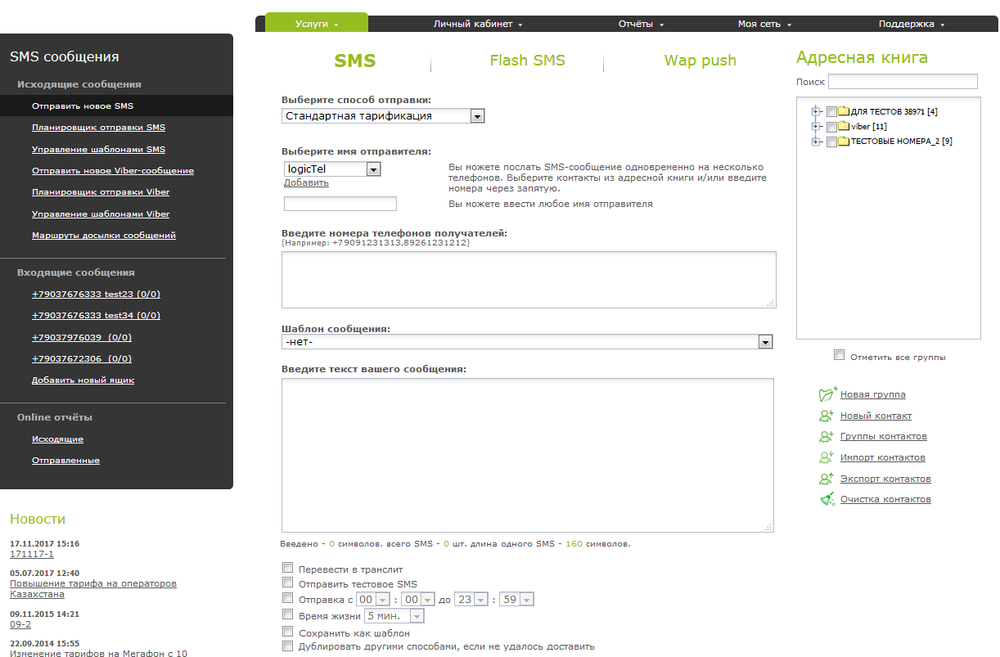 Услуги
Личный кабинет
Отчёты
Моя сеть
Поддержка
SMS сообщения
Исходящие сообщения
Отправить новое SMS
Планировщик отправки SMS
Управление шаблонами SMS
Отправить новое Viber-сообщение
Планировщик отправки Viber
Управление шаблонами Viber
Маршруты досылки сообщений
Входящие сообщения
+79037676333 test23 (0/0)
+79037676333 test34 (0/0)
+79037976039  (0/0)
+79037672306  (0/0)
Добавить новый ящик
Online отчёты
Исходящие
Отправленные
Новости
17.11.2017 15:16
171117-1
05.07.2017 12:40
Повышение тарифа на операторов
Казахстана
09.11.2015 14:21
09-2
22.09.2014 15:55
Изменение тарифов на Мегафон с 10
SMS
Flash SMS
Wap push
Выберите способ отправки:
Стандартная тарификация
Выберите имя отправителя:
logicTel
Добавить
Вы можете послать SMS-сообщение одновременно на несколько
телефонов. Выберите контакты из адресной книги и/или введите
номера через запятую.
Вы можете ввести любое имя отправителя
Введите номера телефонов получателей:
(Например: +79091231313,89261231212)
Шаблон сообщения:
-нет-
Введите текст вашего сообщения:
Введено - 0 символов. всего SMS - 0 шт. длина одного SMS - 160 символов.
Перевести в транслит
Отправить тестовое SMS
Отправка с 00 : 00 до 23 : 59
Время жизни 5 мин.
Сохранить как шаблон
Дублировать другими способами, если не удалось доставить
Адресная книга
Поиск
ДЛЯ ТЕСТОВ 38971 [4]
viber [11]
ТЕСТОВЫЕ НОМЕРА_2 [9]
Отметить все группы
Новая группа
Новый контакт
Группы контактов
Импорт контактов
Экспорт контактов
Очистка контактов